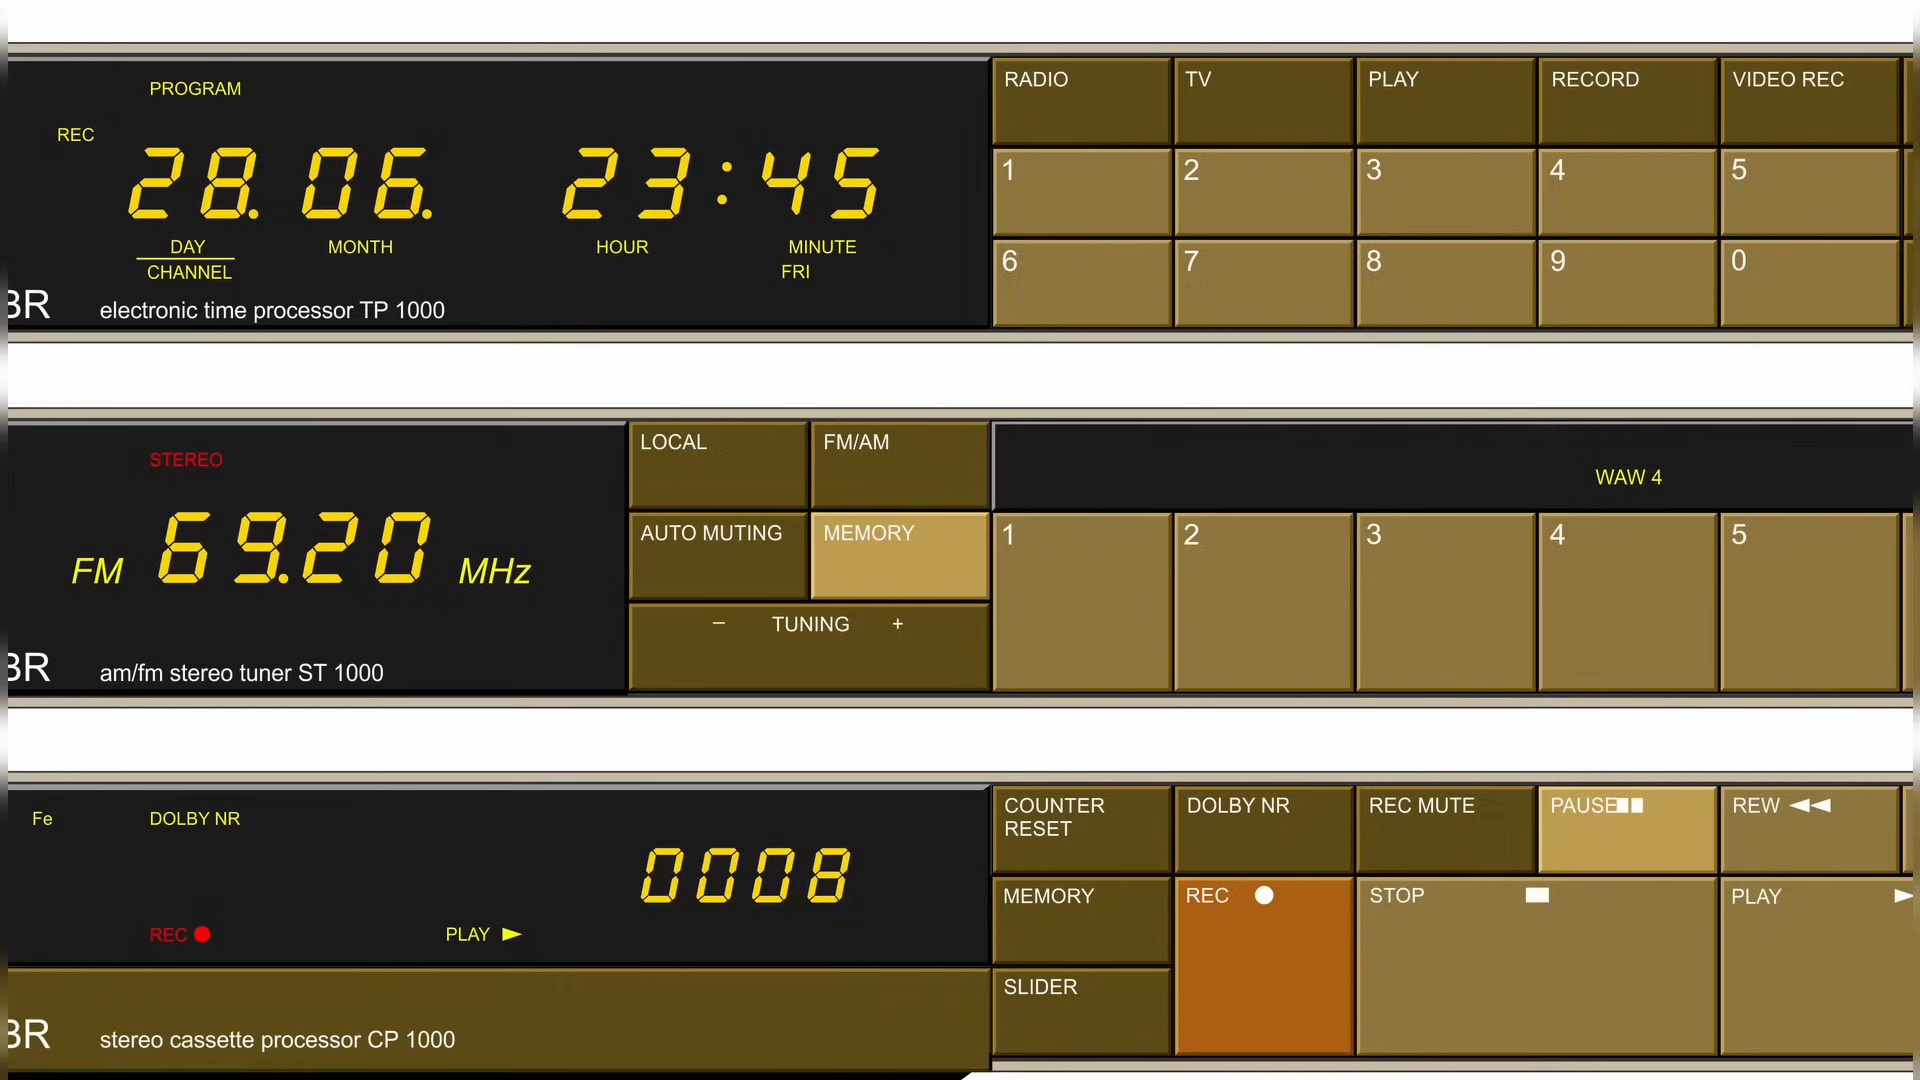 PROGRAM
REC
28.06. 23:45
DAY MONTH HOUR MINUTE
CHANNEL FRI
BR electronic time processor TP 1000
RADIO TV PLAY RECORD VIDEO REC
1 2 3 4 5
6 7 8 9 0
STEREO
FM 69.20 MHz
BR am/fm stereo tuner ST 1000
LOCAL FM/AM
AUTO MUTING MEMORY
− TUNING +
WAW 4
1 2 3 4 5
Fe DOLBY NR
0008
REC PLAY
BR stereo cassette processor CP 1000
COUNTER RESET DOLBY NR REC MUTE PAUSE REW
MEMORY REC STOP PLAY
SLIDER